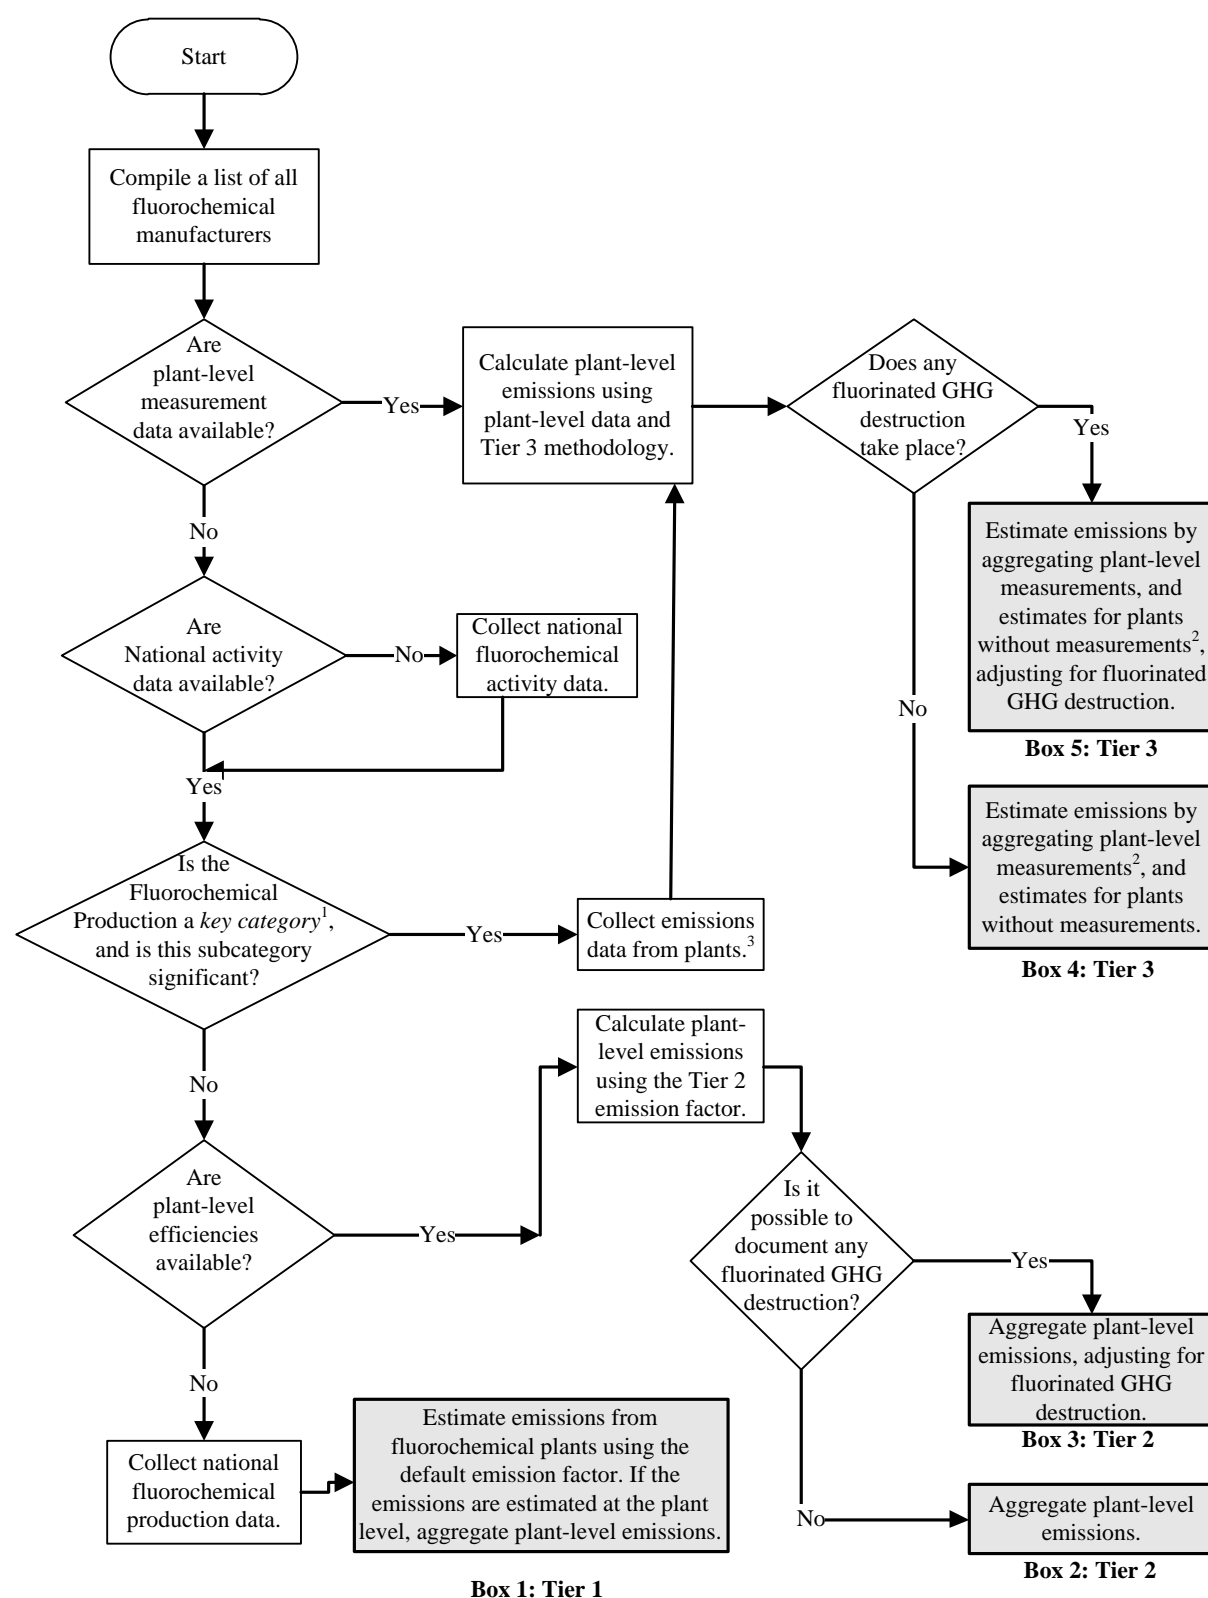 Start
Compile a list of all
fluorochemical
manufacturers
Are
plant-level
measurement
data available?
Yes
Calculate plant-level
emissions using
plant-level data and
Tier 3 methodology.
Does any
fluorinated GHG
destruction
take place?
Yes
No
Estimate emissions by
aggregating plant-level
measurements, and
estimates for plants
without measurements², 
adjusting for fluorinated
GHG destruction.
Box 5: Tier 3
Are
National activity
data available?
No
Collect national
fluorochemical
activity data.
No
Yes
Estimate emissions by
aggregating plant-level
measurements², and
estimates for plants
without measurements.
Box 4: Tier 3
Is the
Fluorochemical
Production a key category¹,
and is this subcategory
significant?
Yes
Collect emissions
data from plants.³
No
Calculate plant-
level emissions
using the Tier 2
emission factor.
Are
plant-level
efficiencies
available?
Yes
Is it
possible to
document any
fluorinated GHG
destruction?
Yes
Aggregate plant-level
emissions, adjusting for
fluorinated GHG
destruction.
Box 3: Tier 2
No
Collect national
fluorochemical
production data.
Estimate emissions from
fluorochemical plants using the
default emission factor. If the
emissions are estimated at the plant
level, aggregate plant-level emissions.
Box 1: Tier 1
No
Aggregate plant-level
emissions.
Box 2: Tier 2